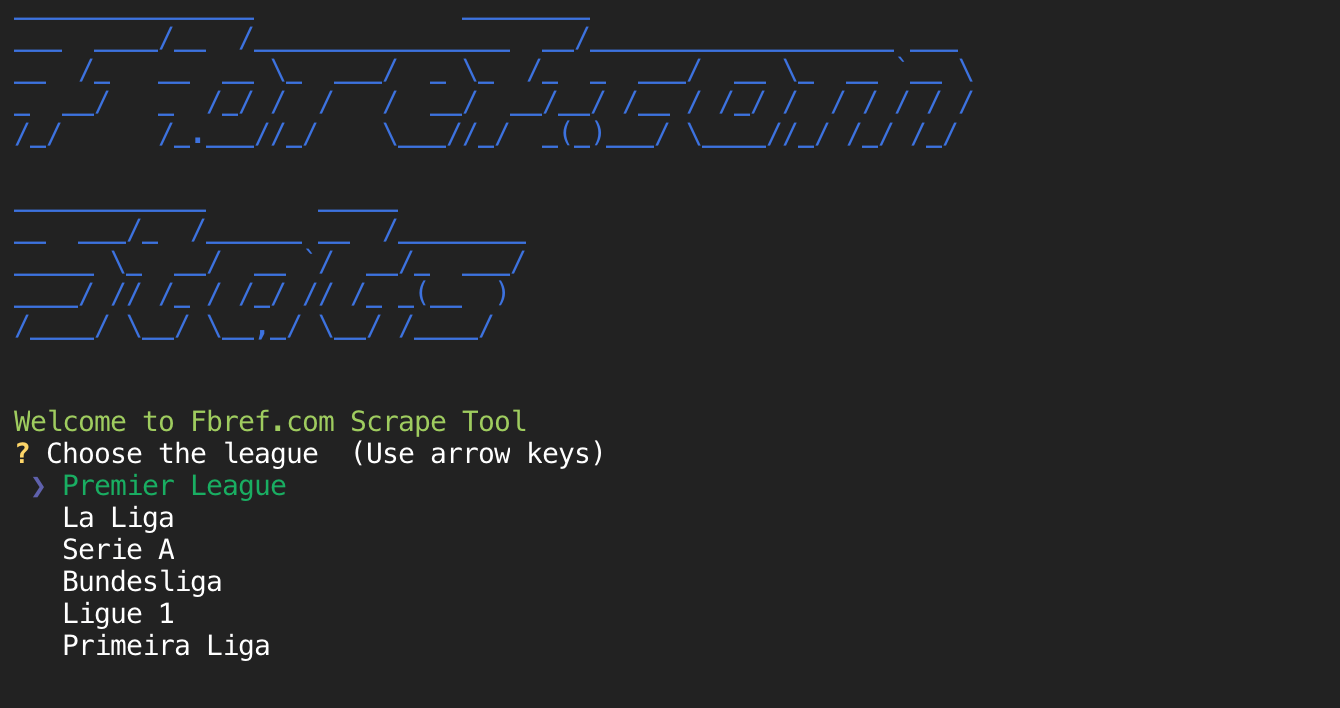 Fbref.com
Stats
Welcome to Fbref.com Scrape Tool
? Choose the league  (Use arrow keys)
❯ Premier League
La Liga
Serie A
Bundesliga
Ligue 1
Primeira Liga